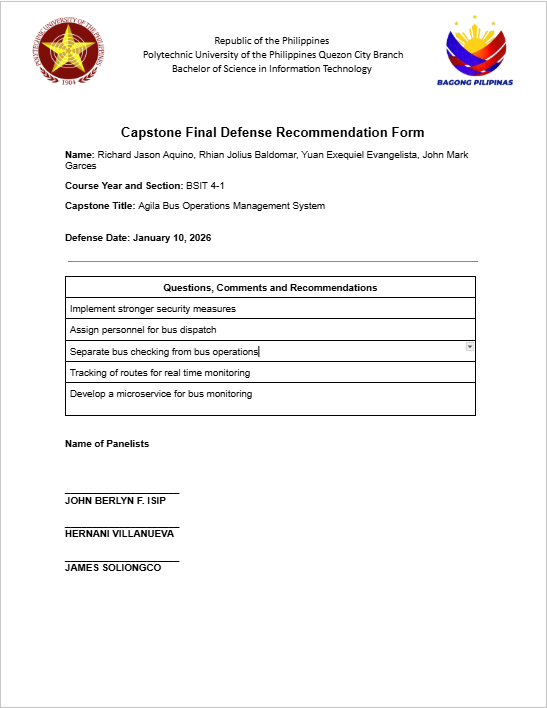 POLYTECHNIC UNIVERSITY OF THE PHILIPPINES
1904
Republic of the Philippines
Polytechnic University of the Philippines Quezon City Branch
Bachelor of Science in Information Technology
BAGONG PILIPINAS
Capstone Final Defense Recommendation Form
Name: Richard Jason Aquino, Rhian Jolius Baldomar, Yuan Exequiel Evangelista, John Mark
Garces
Course Year and Section: BSIT 4-1
Capstone Title: Agila Bus Operations Management System
Defense Date: January 10, 2026
Questions, Comments and Recommendations
Implement stronger security measures
Assign personnel for bus dispatch
Separate bus checking from bus operations
Tracking of routes for real time monitoring
Develop a microservice for bus monitoring
Name of Panelists
JOHN BERLYN F. ISIP
HERNANI VILLANUEVA
JAMES SOLIONGCO